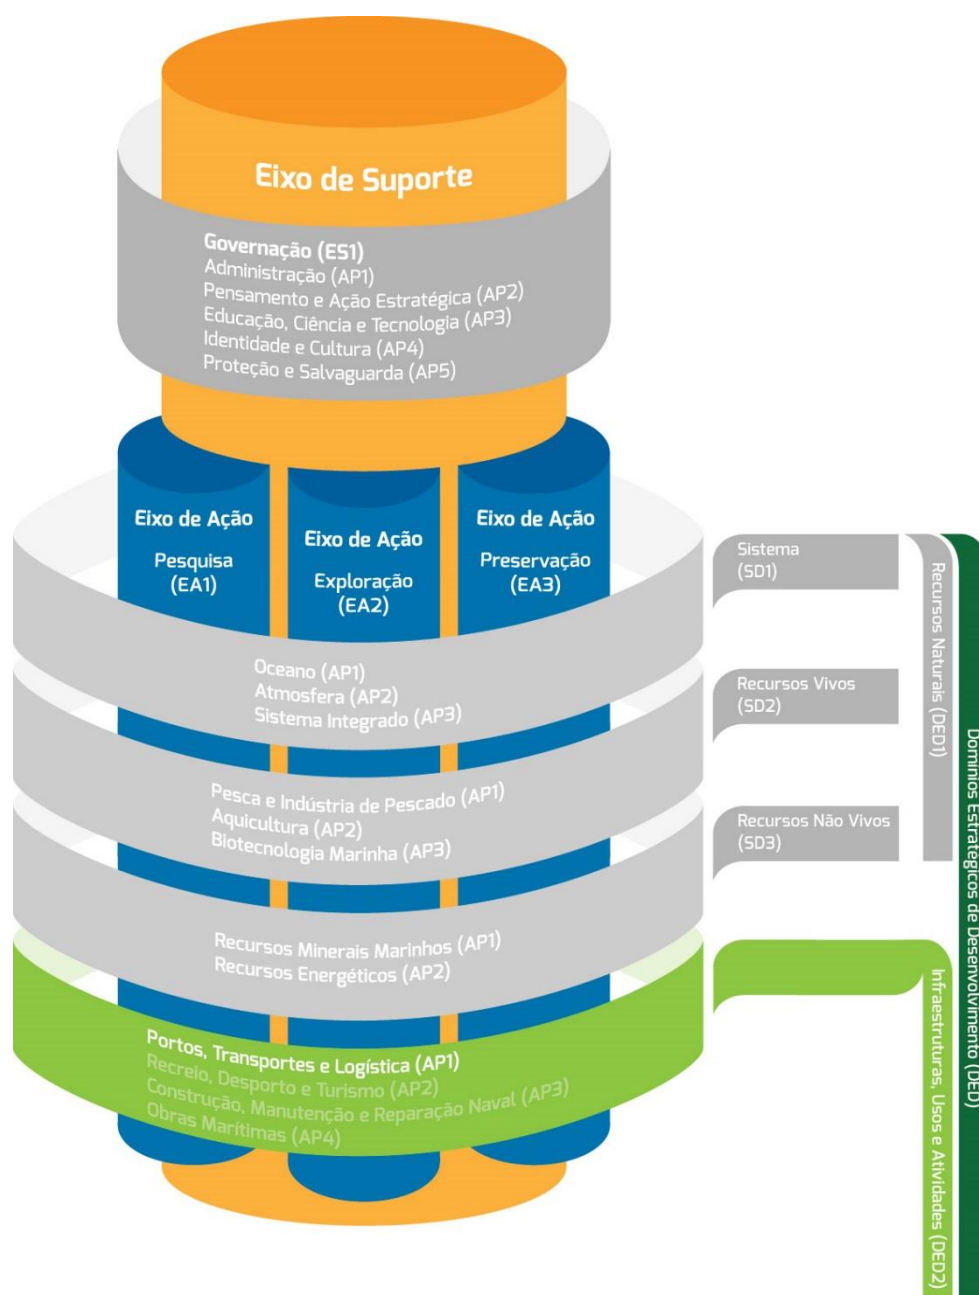 Eixo de Suporte
Governação (ES1)
Administração (AP1)
Pensamento e Ação Estratégica (AP2)
Educação, Ciência e Tecnologia (AP3)
Identidade e Cultura (AP4)
Proteção e Salvaguarda (AP5)
Eixo de Ação
Pesquisa
(EA1)
Eixo de Ação
Exploração
(EA2)
Eixo de Ação
Preservação
(EA3)
Oceano (AP1)
Atmosfera (AP2)
Sistema Integrado (AP3)
Sistema
(SD1)
Pesca e Indústria de Pescado (AP1)
Aquicultura (AP2)
Biotecnologia Marinha (AP3)
Recursos Vivos
(SD2)
Recursos Minerais Marinhos (AP1)
Recursos Energéticos (AP2)
Recursos Não Vivos
(SD3)
Recursos Naturais (DED1)
Portos, Transportes e Logística (AP1)
Recreio, Desporto e Turismo (AP2)
Construção, Manutenção e Reparação Naval (AP3)
Obras Marítimas (AP4)
Infraestruturas, Usos e Atividades (DED2)
Domínios Estratégicos de Desenvolvimento (DED)